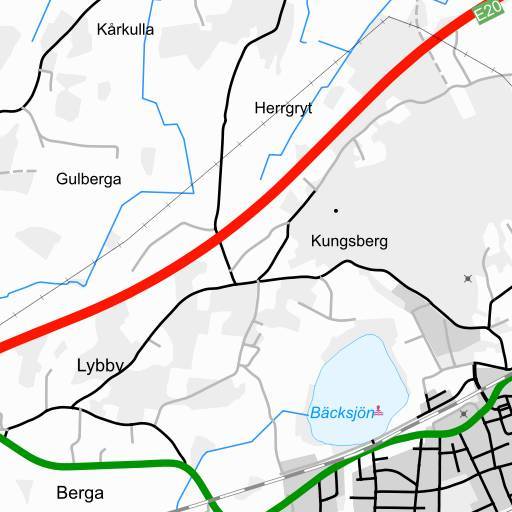 E20
Kårkulla
Herrgryt
Gulberga
Kungsberg
Lybby
Bäcksjön
Berga